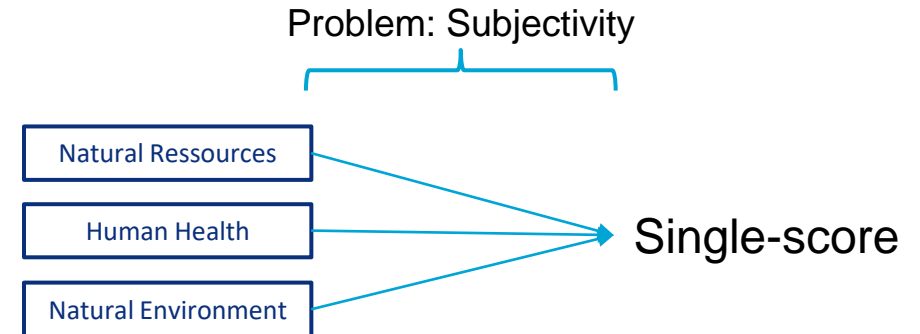 Problem: Subjectivity
Natural Ressources
Human Health
Single-score
Natural Environment